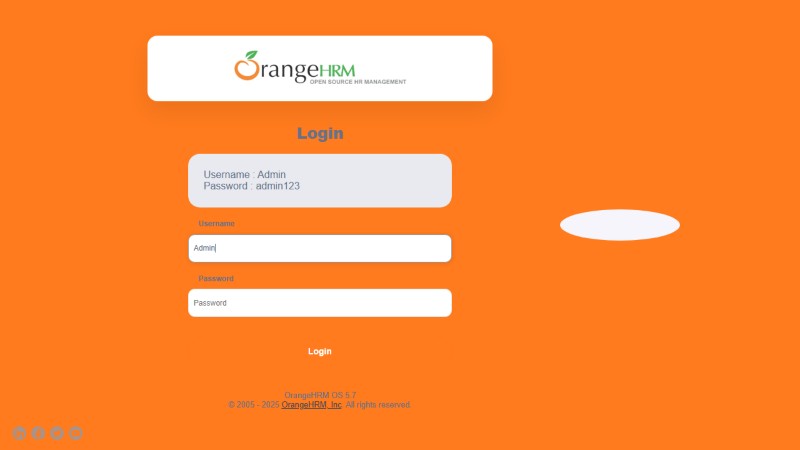 OrangeHRM
OPEN SOURCE HR MANAGEMENT
Login
Username : Admin
Password : admin123
Username
Admin
Password
Password
Login
OrangeHRM OS 5.7
© 2005 - 2025 OrangeHRM, Inc. All rights reserved.